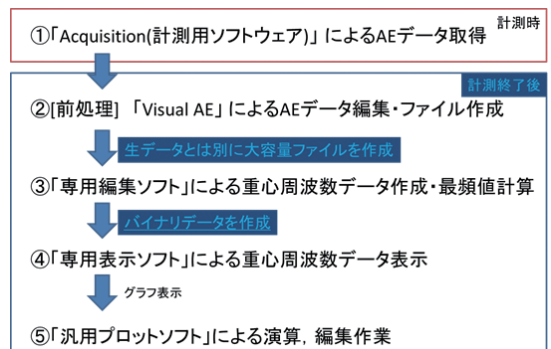 計測時
①「Acquisition(計測用ソフトウェア)」によるAEデータ取得
計測終了後
②[前処理] 「Visual AE」によるAEデータ編集・ファイル作成
生データとは別に大容量ファイルを作成
③「専用編集ソフト」による重心周波数データ作成・最頻値計算
バイナリデータを作成
④「専用表示ソフト」による重心周波数データ表示
グラフ表示
⑤「汎用プロットソフト」による演算, 編集作業